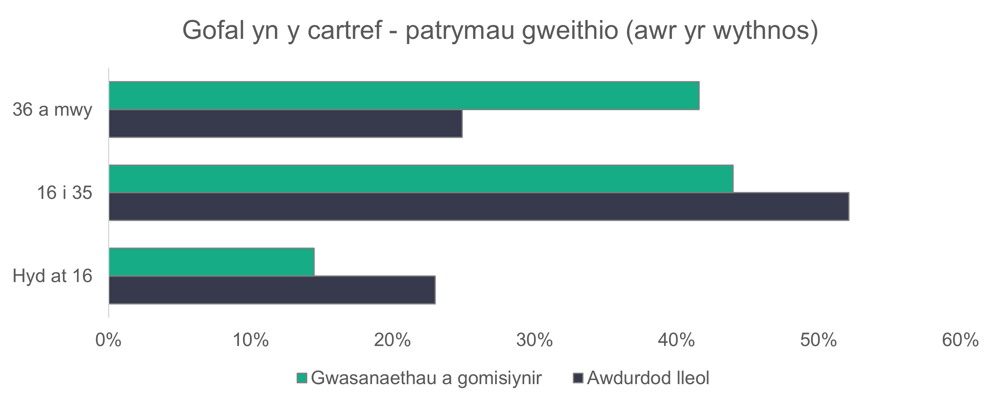 Gofal yn y cartref - patrymau gweithio (awr yr wythnos)
36 a mwy
16 i 35
Hyd at 16
0% 10% 20% 30% 40% 50% 60%
Gwasanaethau a gomisiynir Awdurdod lleol